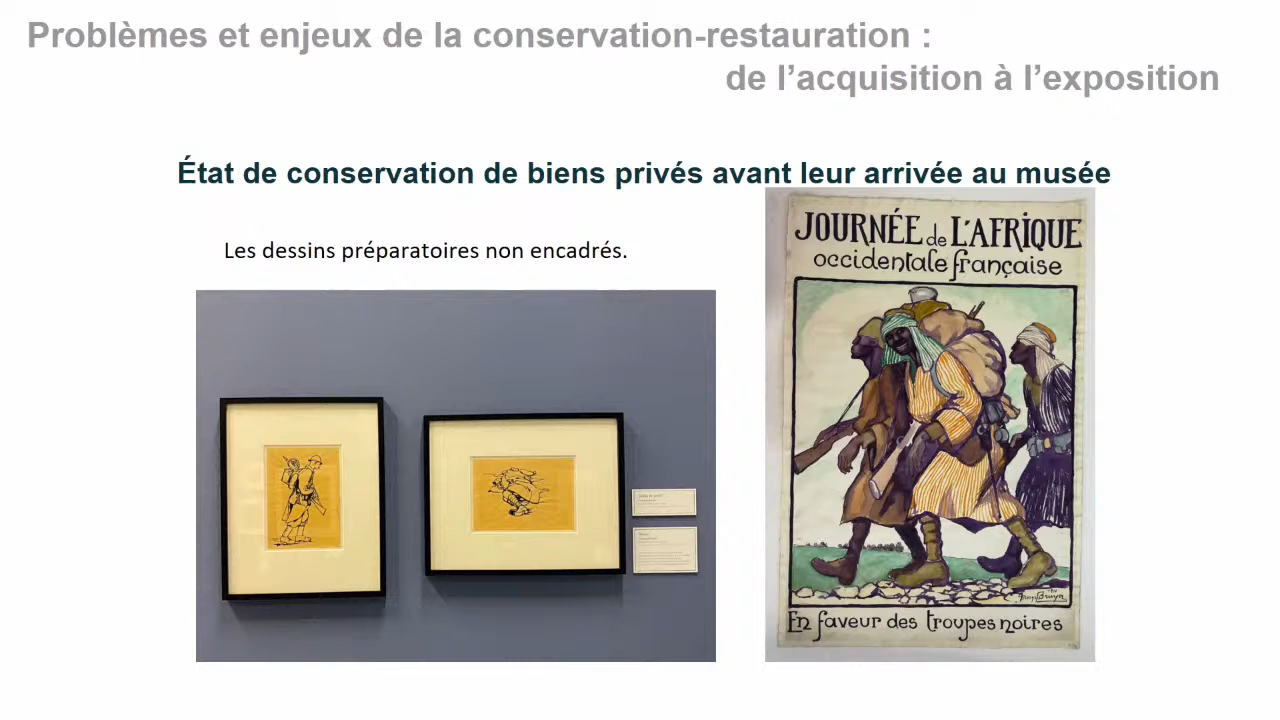 Problèmes et enjeux de la conservation-restauration :
de l’acquisition à l’exposition
État de conservation de biens privés avant leur arrivée au musée
Les dessins préparatoires non encadrés.
JOURNÉE de L'AFRIQUE
occidentale française
En faveur des troupes noires